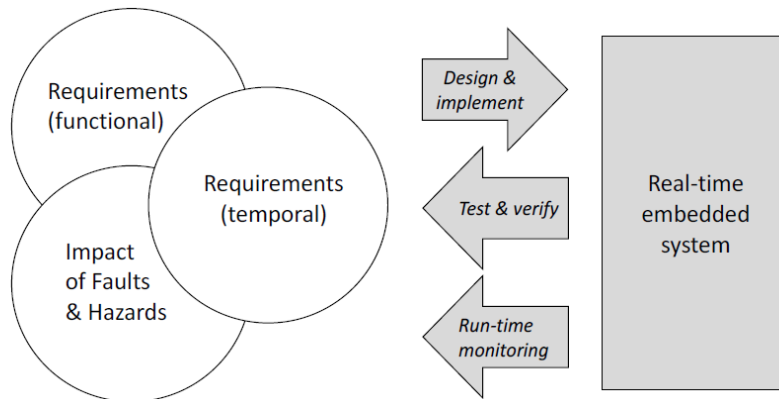 Requirements
(functional)
Requirements
(temporal)
Impact
of Faults
& Hazards
Design &
implement
Test & verify
Run-time
monitoring
Real-time
embedded
system